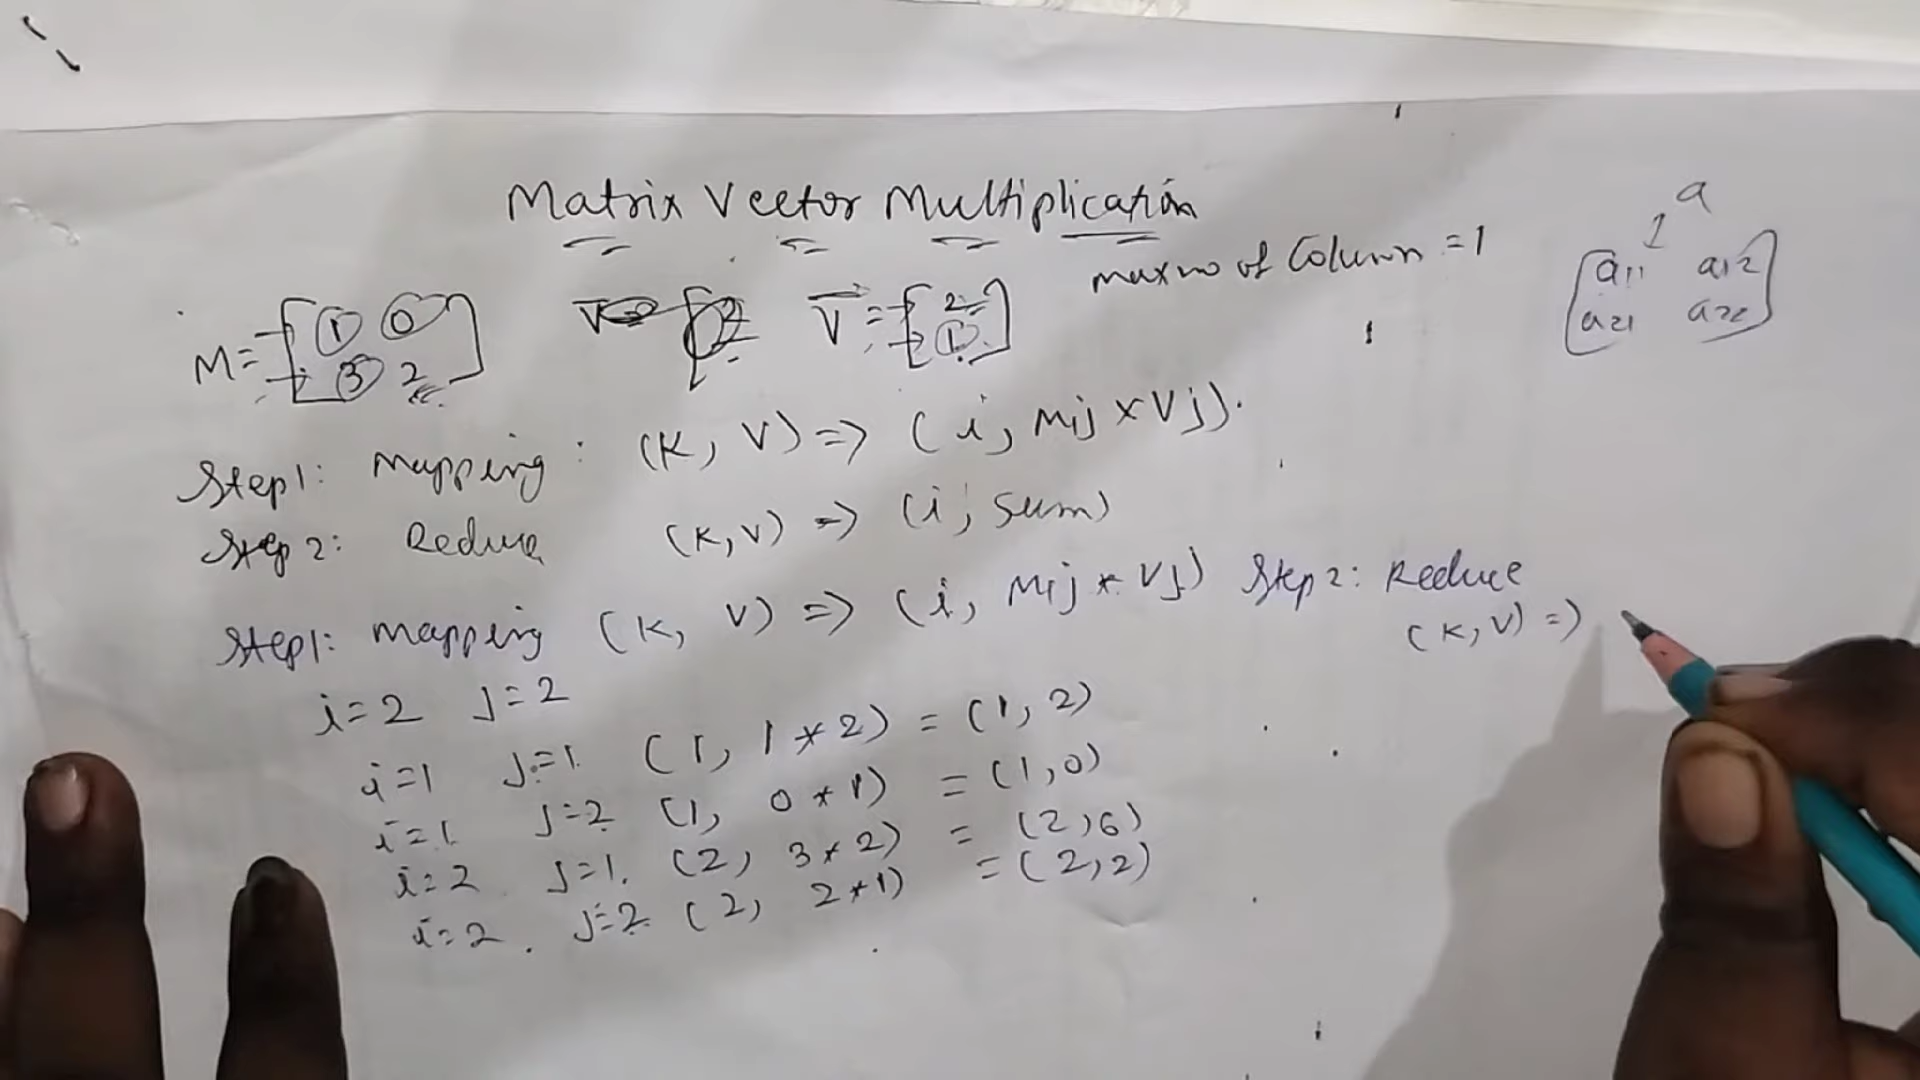 Matrix Vector Multiplication
max no of Column = 1
a
1
a11 a12
a21 a22
M = [1 0
3 2]
V = [2
1]
Step1: Mapping : (K, V) => (i, Mij × Vj).
Step 2: Reduce (K, V) => (i, Sum)
Step1: Mapping (K, V) => (i, Mij * Vj) Step 2: Reduce
(K, V) =>
i=2 J=2
i=1 J=1. (1, 1*2) = (1, 2)
i=1. J=2 (1, 0*1) = (1, 0)
i=2 J=1. (2, 3*2) = (2, 6)
i=2. J=2. (2, 2*1) = (2, 2)